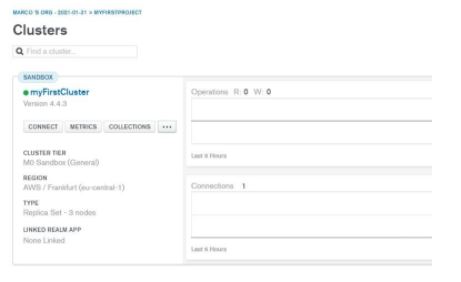 MARCO 'S ORG - 2021-01-21 > MYFIRSTPROJECT
Clusters
Find a cluster...
SANDBOX
myFirstCluster
Version 4.4.3
CONNECT METRICS COLLECTIONS ...
CLUSTER TIER
M0 Sandbox (General)
REGION
AWS / Frankfurt (eu-central-1)
TYPE
Replica Set - 3 nodes
LINKED REALM APP
None Linked
Operations R: 0 W: 0
Last 6 Hours
Connections 1
Last 6 Hours